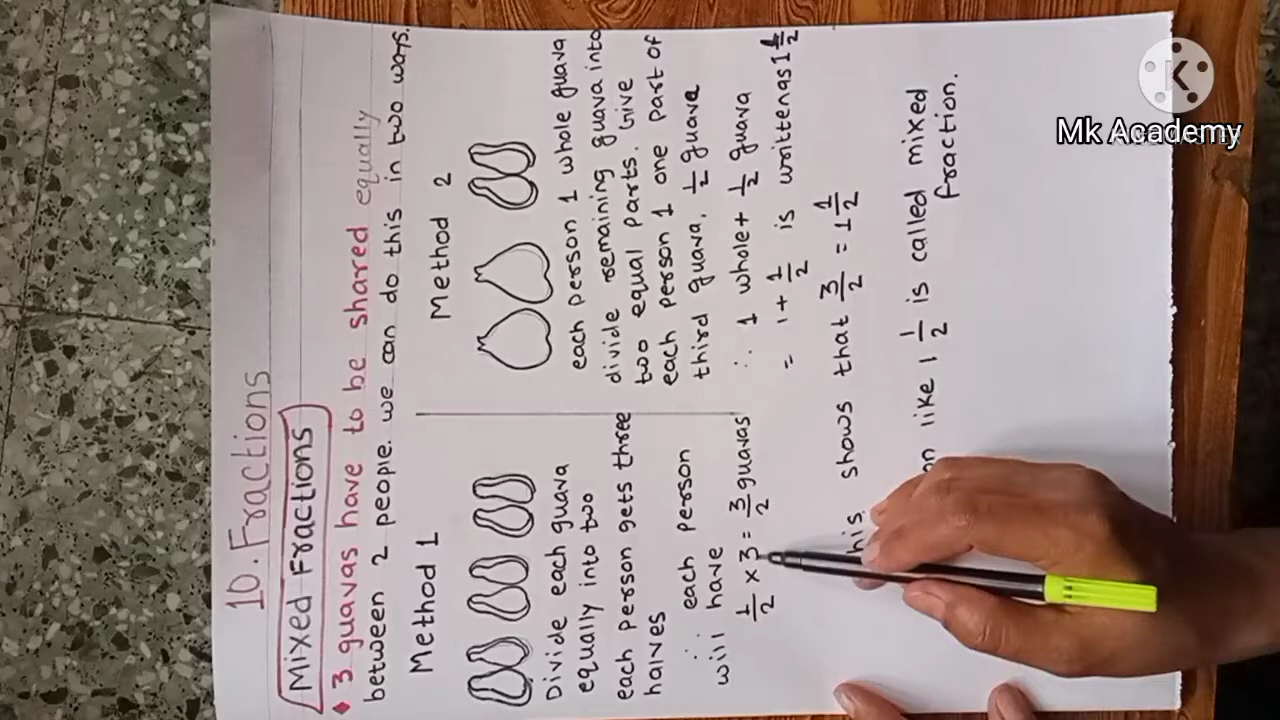 10. Fractions
Mixed Fractions
♦ 3 guavas have to be shared equally
between 2 people. we can do this in two ways.
Method 1
Divide each guava
equally into two
each person gets three
halves
∴ each person
will have
1/2 × 3 = 3/2 guavas
Method 2
each person 1 whole guava
divide remaining guava into
two equal parts. Give
each person 1 one part of
third guava, 1/2 guava
∴ 1 whole + 1/2 guava
= 1 + 1/2 is written as 1 1/2
his shows that 3/2 = 1 1/2
on like 1 1/2 is called mixed
fraction.
K
Mk Academy